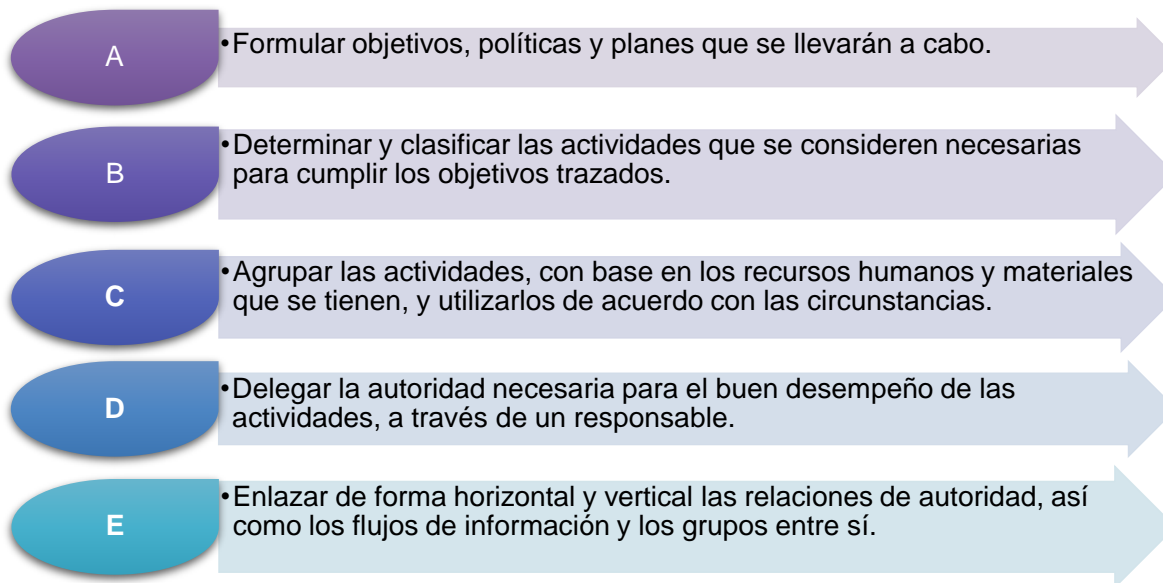 A
•Formular objetivos, políticas y planes que se llevarán a cabo.
B
•Determinar y clasificar las actividades que se consideren necesarias
para cumplir los objetivos trazados.
C
•Agrupar las actividades, con base en los recursos humanos y materiales
que se tienen, y utilizarlos de acuerdo con las circunstancias.
D
•Delegar la autoridad necesaria para el buen desempeño de las
actividades, a través de un responsable.
E
•Enlazar de forma horizontal y vertical las relaciones de autoridad, así
como los flujos de información y los grupos entre sí.